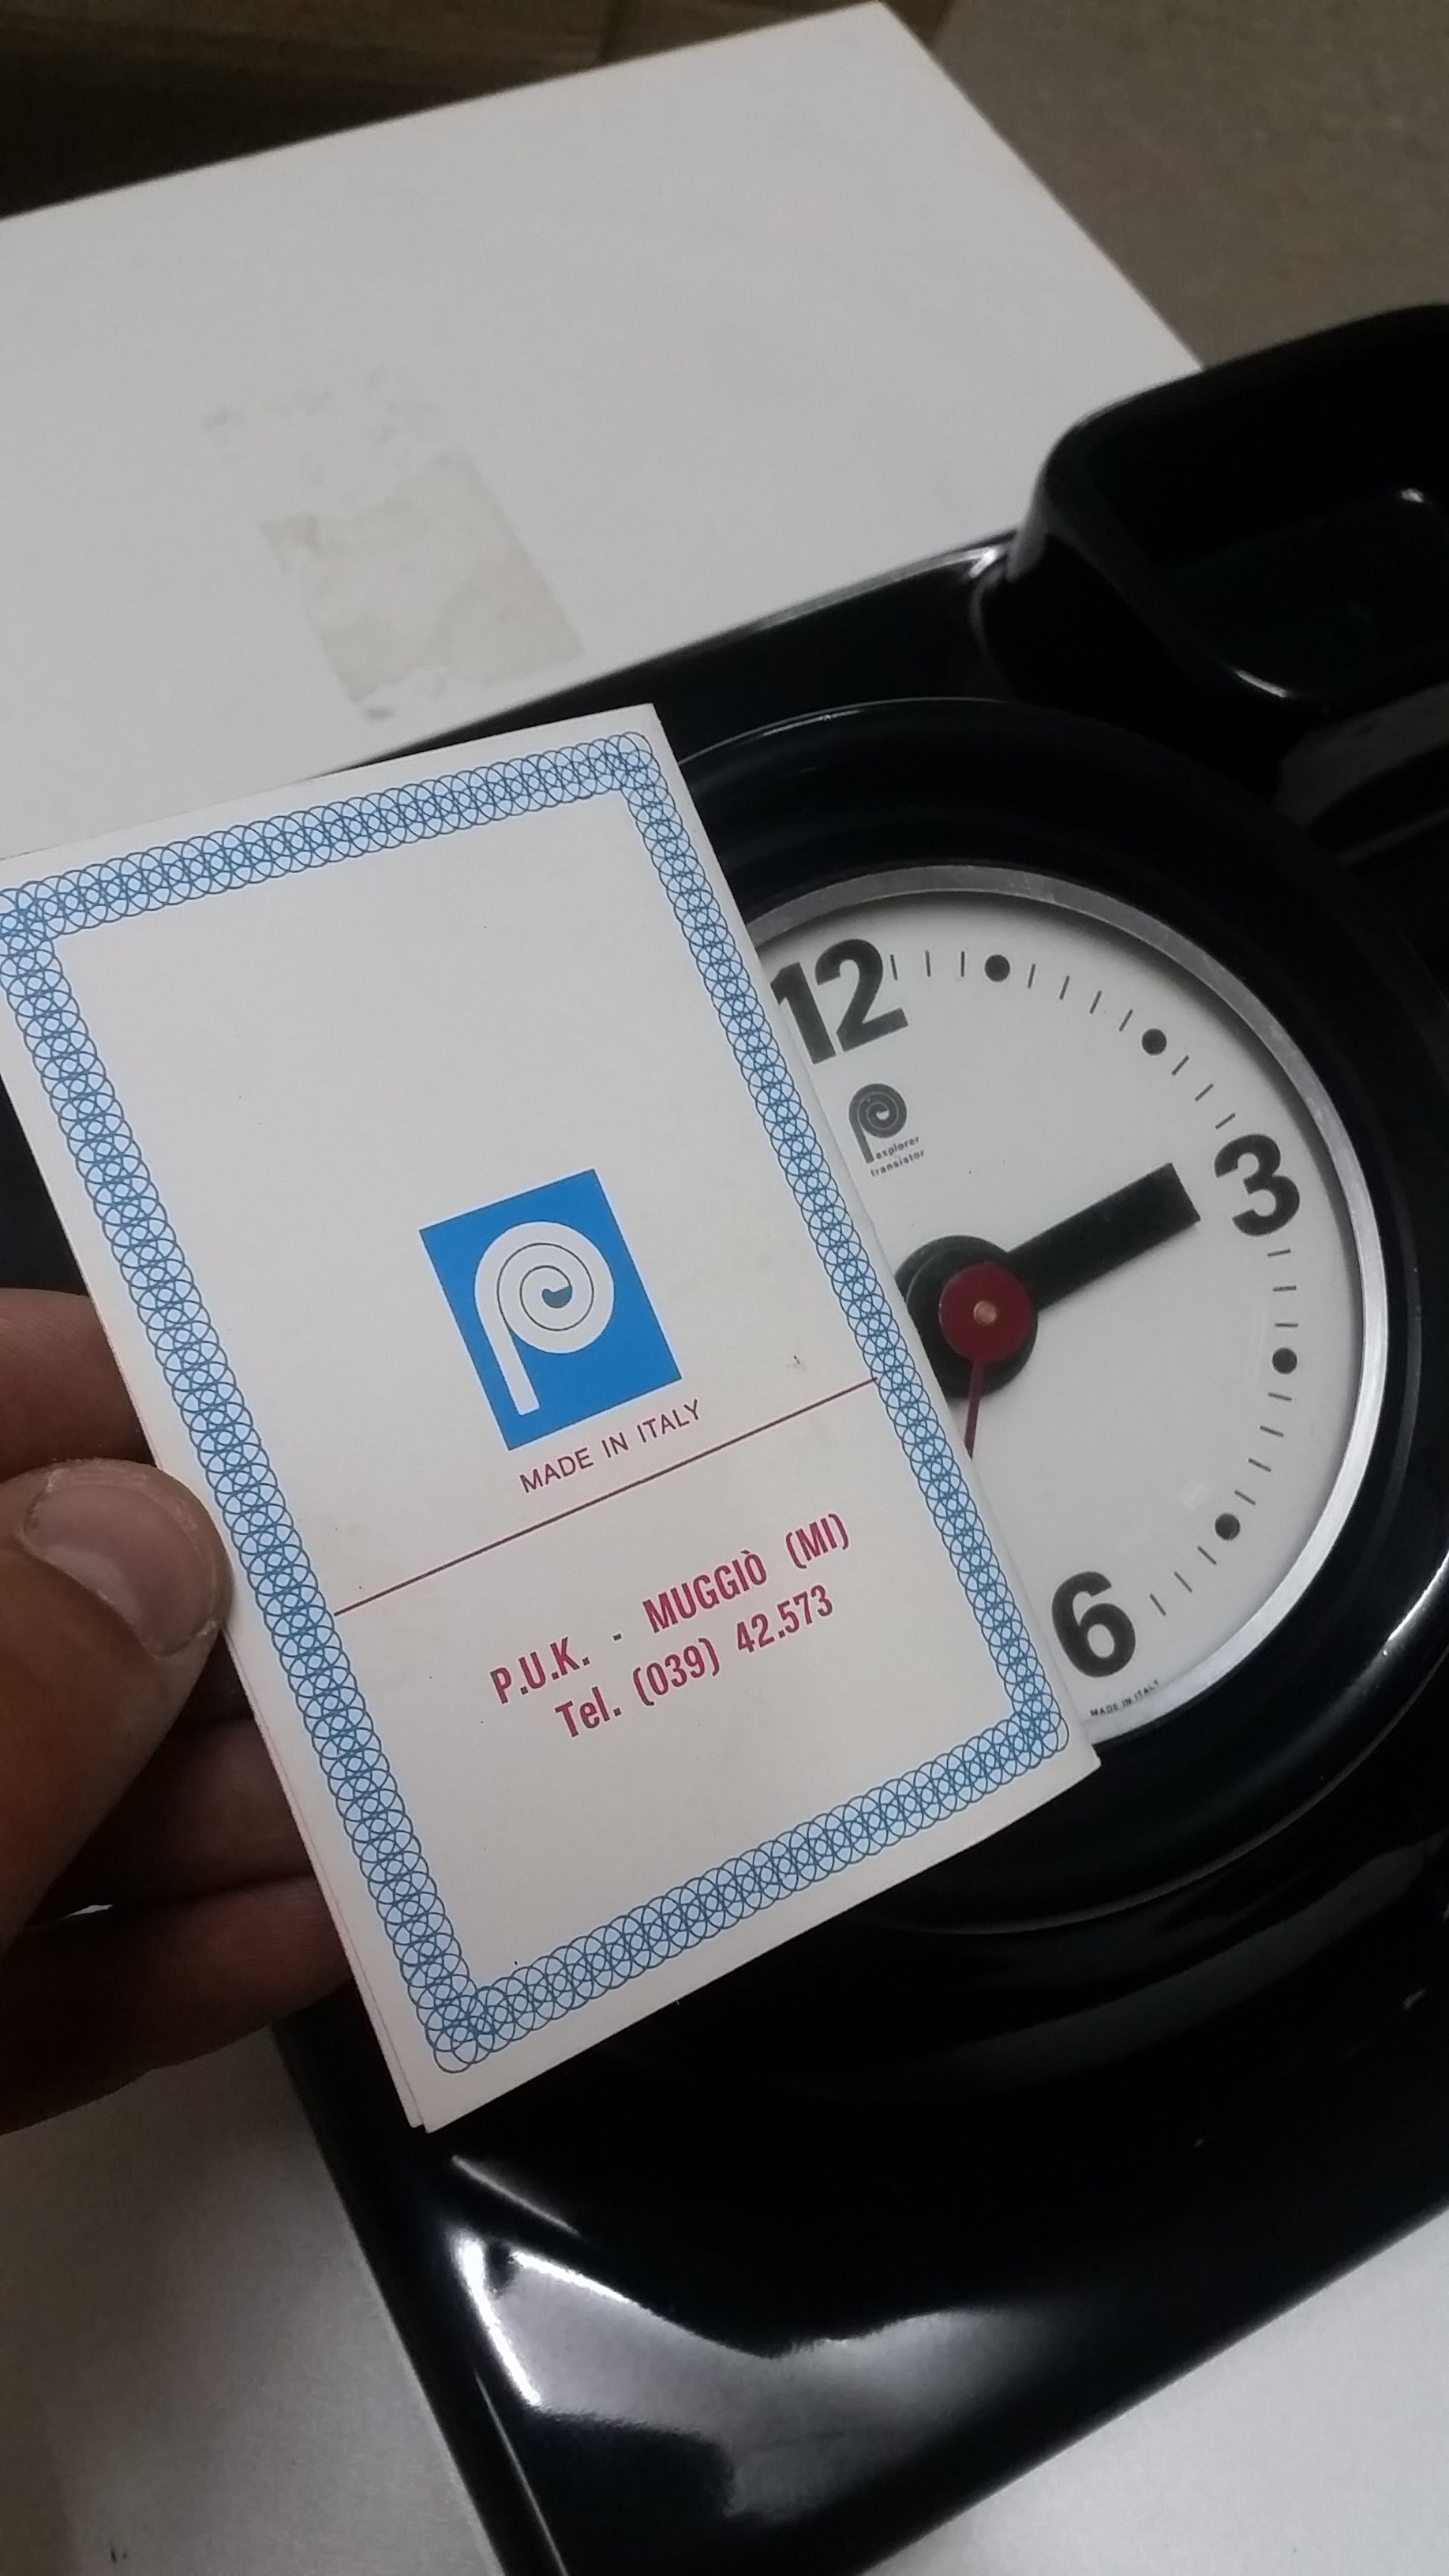 MADE IN ITALY
P.U.K. - MUGGIÒ (MI)
Tel. (039) 42.573
12
explorer
transistor
3
6
MADE IN ITALY